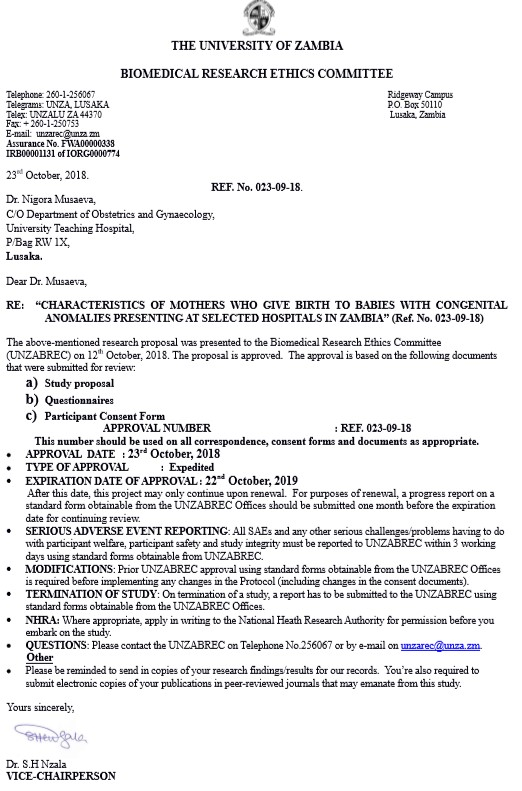 THE UNIVERSITY OF ZAMBIA
BIOMEDICAL RESEARCH ETHICS COMMITTEE
Telephone: 260-1-256067
Telegrams: UNZA, LUSAKA
Telex: UNZALU ZA 44370
Fax: + 260-1-250753
E-mail: unzarec@unza.zm
Assurance No. FWA00000338
IRB00001131 of IORG0000774
Ridgeway Campus
P.O. Box 50110
Lusaka, Zambia
23rd October, 2018.
REF. No. 023-09-18.
Dr. Nigora Musaeva,
C/O Department of Obstetrics and Gynaecology,
University Teaching Hospital,
P/Bag RW 1X,
Lusaka.
Dear Dr. Musaeva,
RE: “CHARACTERISTICS OF MOTHERS WHO GIVE BIRTH TO BABIES WITH CONGENITAL
ANOMALIES PRESENTING AT SELECTED HOSPITALS IN ZAMBIA” (Ref. No. 023-09-18)
The above-mentioned research proposal was presented to the Biomedical Research Ethics Committee
(UNZABREC) on 12th October, 2018. The proposal is approved. The approval is based on the following documents
that were submitted for review:
a) Study proposal
b) Questionnaires
c) Participant Consent Form
APPROVAL NUMBER : REF. 023-09-18
This number should be used on all correspondence, consent forms and documents as appropriate.
• APPROVAL DATE : 23rd October, 2018
• TYPE OF APPROVAL : Expedited
• EXPIRATION DATE OF APPROVAL : 22nd October, 2019
After this date, this project may only continue upon renewal. For purposes of renewal, a progress report on a
standard form obtainable from the UNZABREC Offices should be submitted one month before the expiration
date for continuing review.
• SERIOUS ADVERSE EVENT REPORTING: All SAEs and any other serious challenges/problems having to do
with participant welfare, participant safety and study integrity must be reported to UNZABREC within 3 working
days using standard forms obtainable from UNZABREC.
• MODIFICATIONS: Prior UNZABREC approval using standard forms obtainable from the UNZABREC Offices
is required before implementing any changes in the Protocol (including changes in the consent documents).
• TERMINATION OF STUDY: On termination of a study, a report has to be submitted to the UNZABREC using
standard forms obtainable from the UNZABREC Offices.
• NHRA: Where appropriate, apply in writing to the National Heath Research Authority for permission before you
embark on the study.
• QUESTIONS: Please contact the UNZABREC on Telephone No.256067 or by e-mail on unzarec@unza.zm.
Other
• Please be reminded to send in copies of your research findings/results for our records. You’re also required to
submit electronic copies of your publications in peer-reviewed journals that may emanate from this study.
Yours sincerely,
Dr. S.H Nzala
VICE-CHAIRPERSON